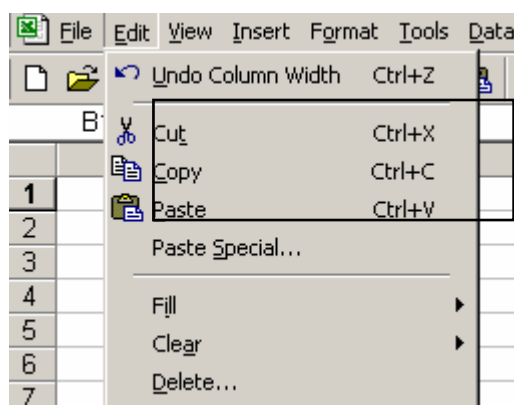 File Edit View Insert Format Tools Data
Undo Column Width Ctrl+Z
B
Cut Ctrl+X
Copy Ctrl+C
1
Paste Ctrl+V
2
Paste Special...
3
4
Fill
5
Clear
6
Delete...
7